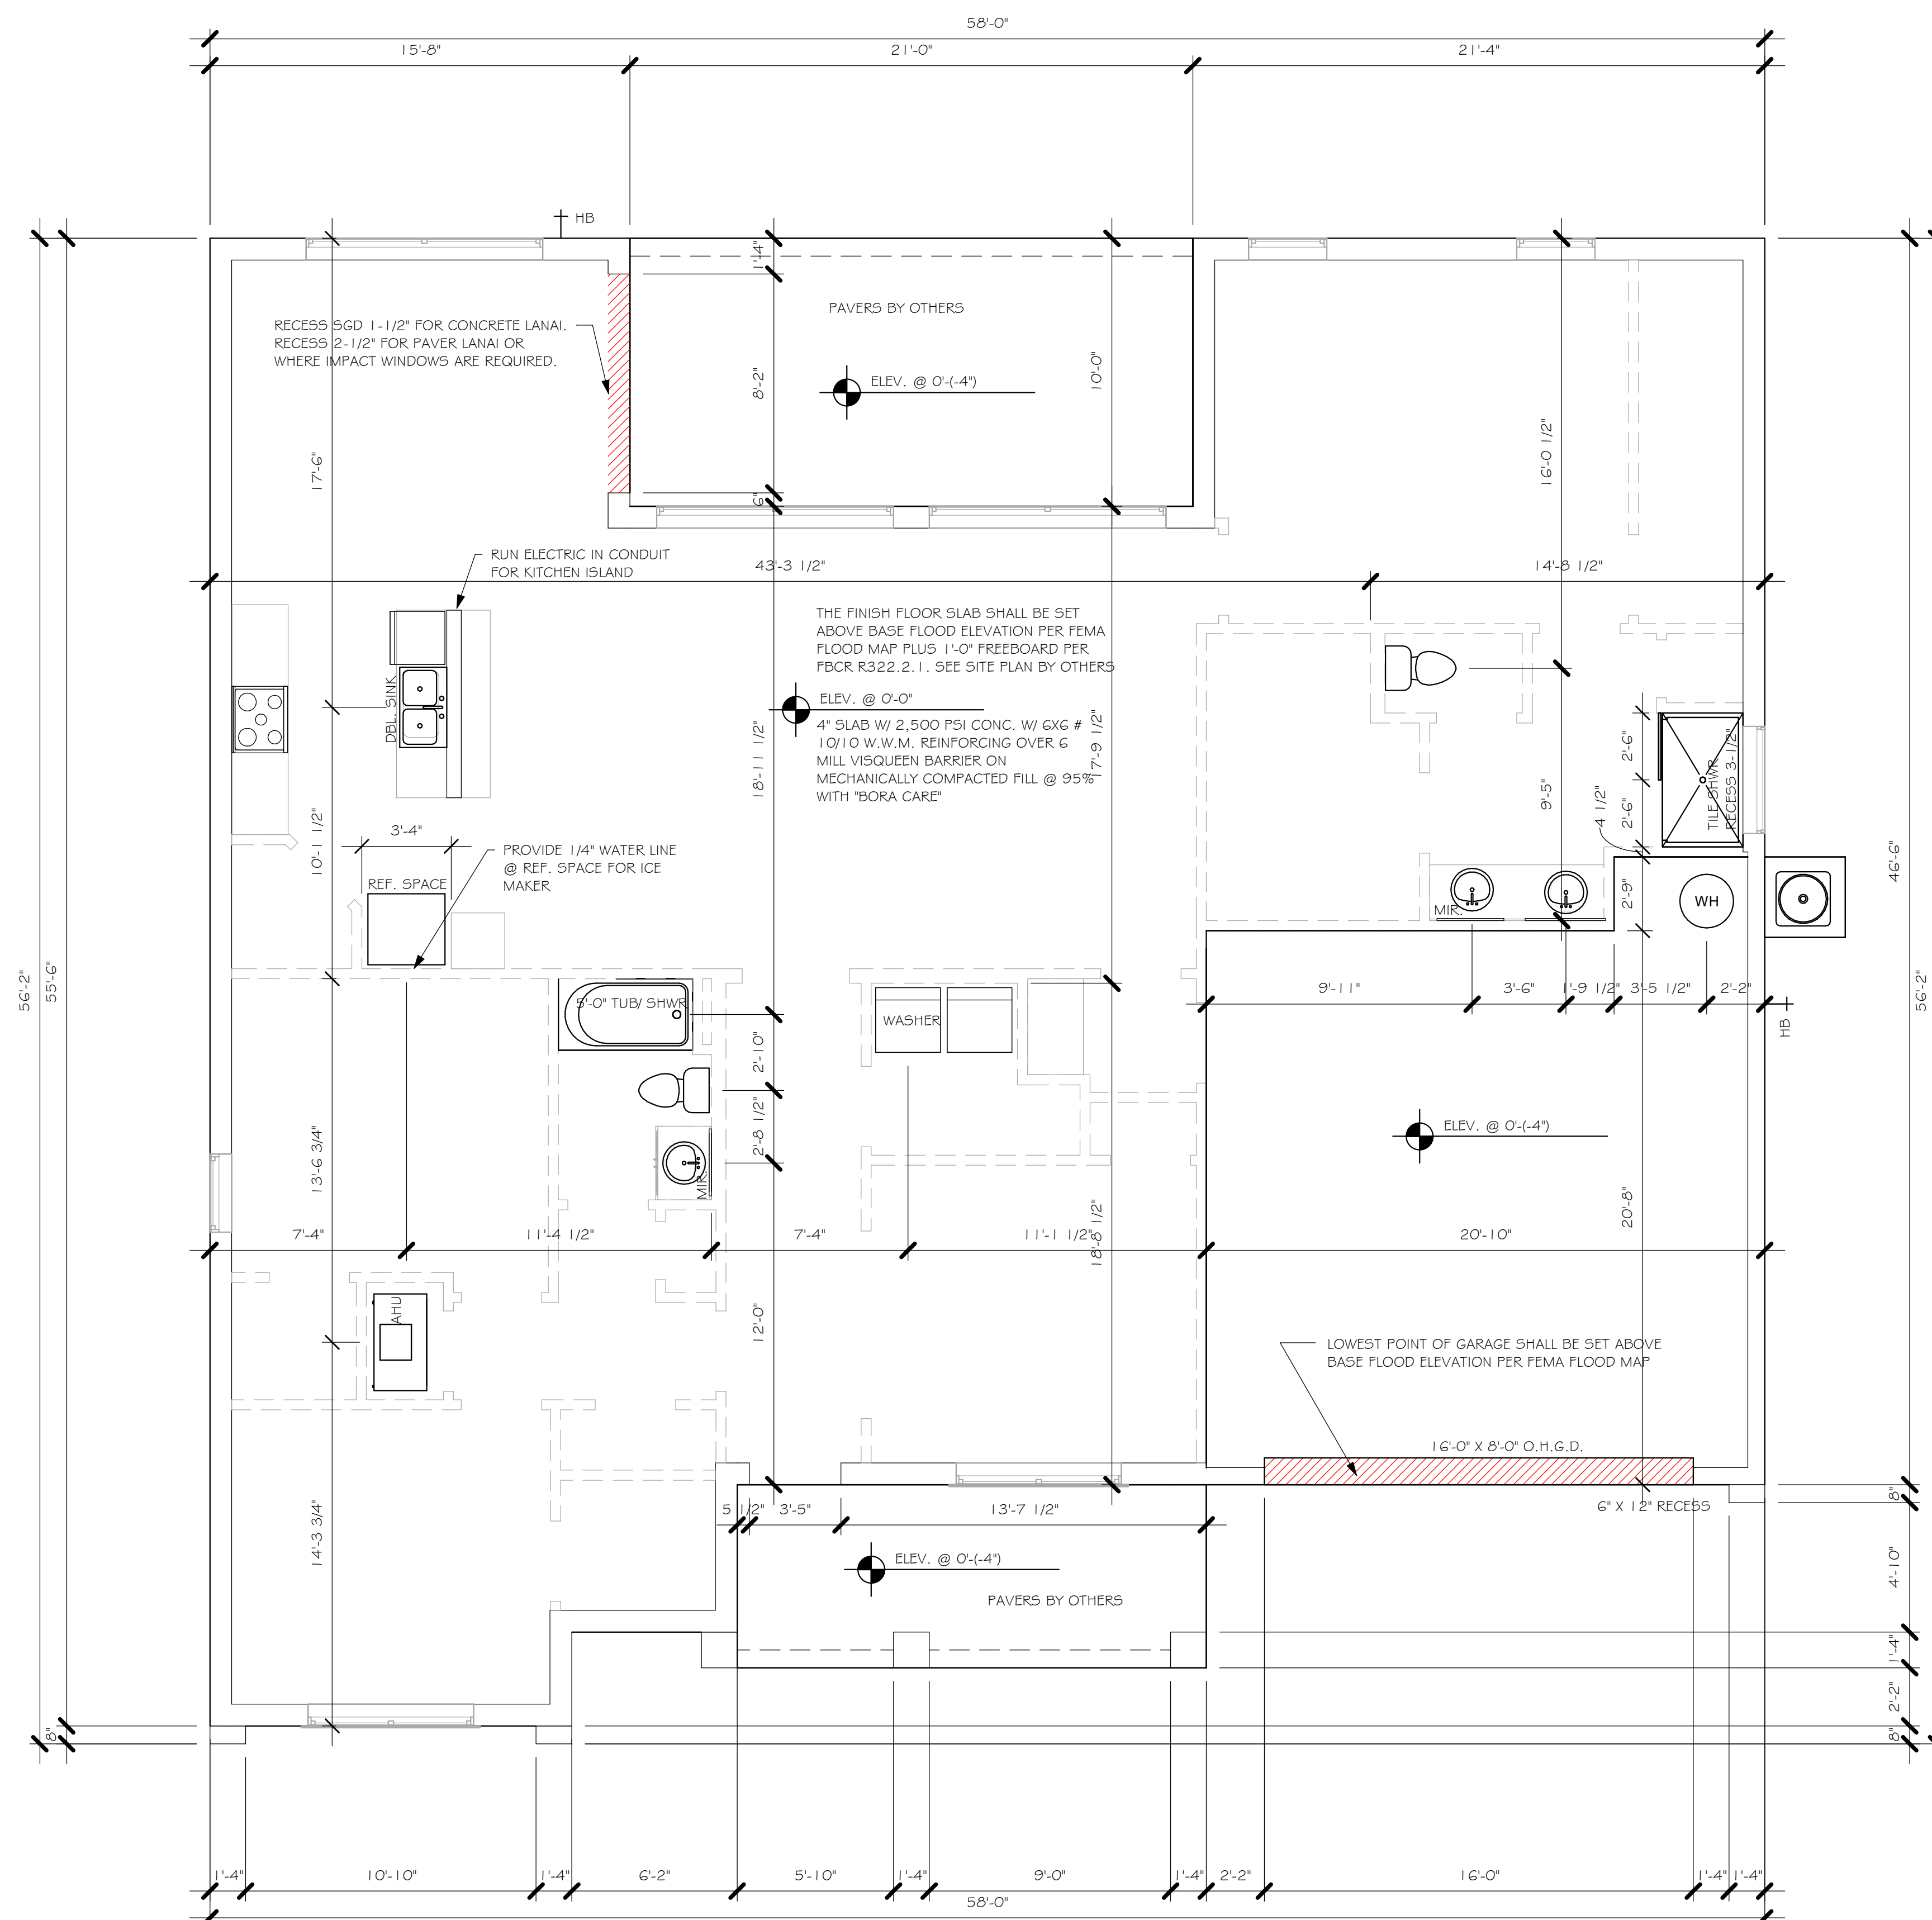 58'-0"
15'-8"
21'-0"
21'-4"
HB
1'-4"
PAVERS BY OTHERS
RECESS SGD 1-1/2" FOR CONCRETE LANAI.
RECESS 2-1/2" FOR PAVER LANAI OR
WHERE IMPACT WINDOWS ARE REQUIRED.
ELEV. @ 0'-(-4")
8'-2"
10'-0"
17'-6"
16'-0 1/2"
6"
RUN ELECTRIC IN CONDUIT
FOR KITCHEN ISLAND
43'-3 1/2"
14'-8 1/2"
THE FINISH FLOOR SLAB SHALL BE SET
ABOVE BASE FLOOD ELEVATION PER FEMA
FLOOD MAP PLUS 1'-0" FREEBOARD PER
FBCR R322.2.1. SEE SITE PLAN BY OTHERS
ELEV. @ 0'-0"
4" SLAB W/ 2,500 PSI CONC. W/ 6X6 #
10/10 W.W.M. REINFORCING OVER 6
MILL VISQUEEN BARRIER ON
MECHANICALLY COMPACTED FILL @ 95%
WITH "BORA CARE"
DBL. SINK
18'-11 1/2"
17'-9 1/2"
9'-5"
2'-6"
2'-6"
4 1/2"
TILE SHWR
RECESS 3-1/2"
10'-1 1/2"
3'-4"
PROVIDE 1/4" WATER LINE
@ REF. SPACE FOR ICE
MAKER
REF. SPACE
MIR.
2'-9"
WH
46'-6"
56'-2"
55'-6"
56'-2"
9'-11"
3'-6"
1'-9 1/2"
3'-5 1/2"
2'-2"
HB
5'-0" TUB/ SHWR
WASHER
2'-10"
2'-8 1/2"
MIR.
13'-6 3/4"
ELEV. @ 0'-(-4")
18'-8 1/2"
20'-8"
7'-4"
11'-4 1/2"
7'-4"
11'-1 1/2"
20'-10"
AHU
12'-0"
LOWEST POINT OF GARAGE SHALL BE SET ABOVE
BASE FLOOD ELEVATION PER FEMA FLOOD MAP
16'-0" X 8'-0" O.H.G.D.
6" X 12" RECESS
14'-3 3/4"
5 1/2"
3'-5"
13'-7 1/2"
8"
ELEV. @ 0'-(-4")
4'-10"
PAVERS BY OTHERS
1'-4"
2'-2"
8"
8"
1'-4"
10'-10"
1'-4"
6'-2"
5'-10"
1'-4"
9'-0"
1'-4"
2'-2"
16'-0"
1'-4"
1'-4"
58'-0"